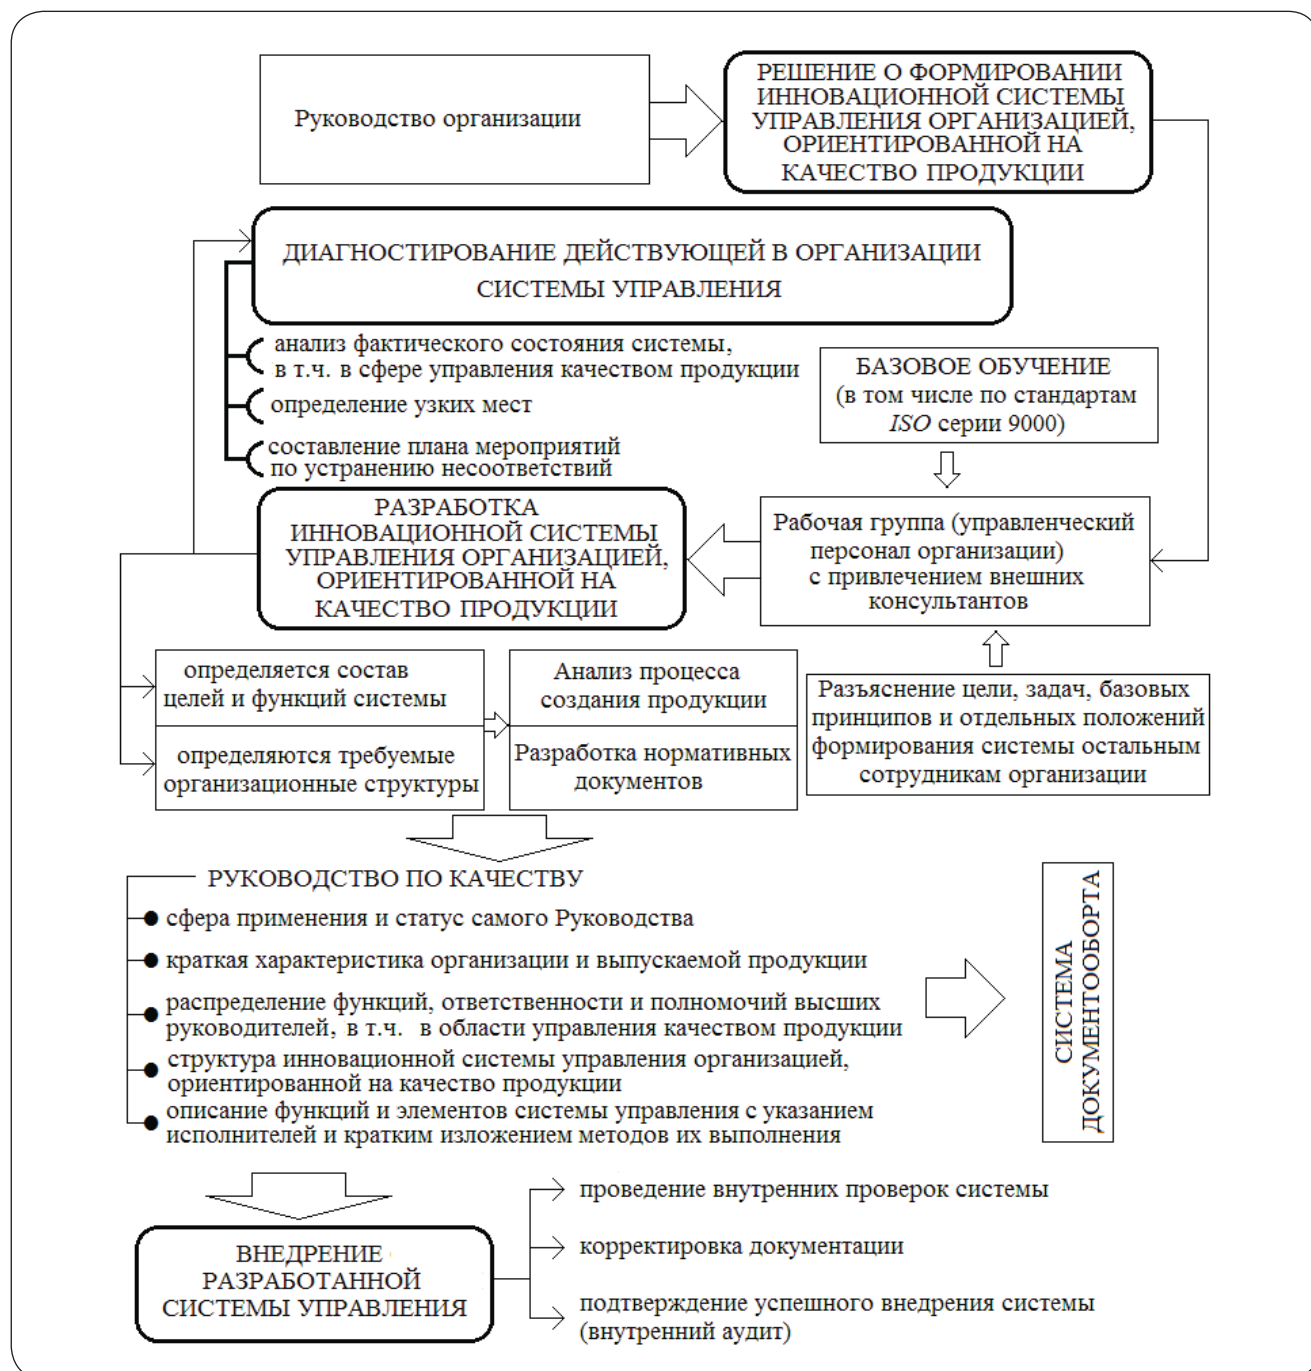 Руководство организации
РЕШЕНИЕ О ФОРМИРОВАНИИ
ИННОВАЦИОННОЙ СИСТЕМЫ
УПРАВЛЕНИЯ ОРГАНИЗАЦИЕЙ,
ОРИЕНТИРОВАННОЙ НА
КАЧЕСТВО ПРОДУКЦИИ
ДИАГНОСТИРОВАНИЕ ДЕЙСТВУЮЩЕЙ В ОРГАНИЗАЦИИ
СИСТЕМЫ УПРАВЛЕНИЯ
анализ фактического состояния системы,
в т.ч. в сфере управления качеством продукции
определение узких мест
составление плана мероприятий
по устранению несоответствий
БАЗОВОЕ ОБУЧЕНИЕ
(в том числе по стандартам
ISO серии 9000)
РАЗРАБОТКА
ИННОВАЦИОННОЙ СИСТЕМЫ
УПРАВЛЕНИЯ ОРГАНИЗАЦИЕЙ,
ОРИЕНТИРОВАННОЙ НА
КАЧЕСТВО ПРОДУКЦИИ
Рабочая группа (управленческий
персонал организации)
с привлечением внешних
консультантов
определяется состав
целей и функций системы
определяются требуемые
организационные структуры
Анализ процесса
создания продукции
Разработка нормативных
документов
Разъяснение цели, задач, базовых
принципов и отдельных положений
формирования системы остальным
сотрудникам организации
РУКОВОДСТВО ПО КАЧЕСТВУ
сфера применения и статус самого Руководства
краткая характеристика организации и выпускаемой продукции
распределение функций, ответственности и полномочий высших
руководителей, в т.ч. в области управления качеством продукции
структура инновационной системы управления организацией,
ориентированной на качество продукции
описание функций и элементов системы управления с указанием
исполнителей и кратким изложением методов их выполнения
СИСТЕМА
ДОКУМЕНТООБОРТА
ВНЕДРЕНИЕ
РАЗРАБОТАННОЙ
СИСТЕМЫ УПРАВЛЕНИЯ
проведение внутренних проверок системы
корректировка документации
подтверждение успешного внедрения системы
(внутренний аудит)